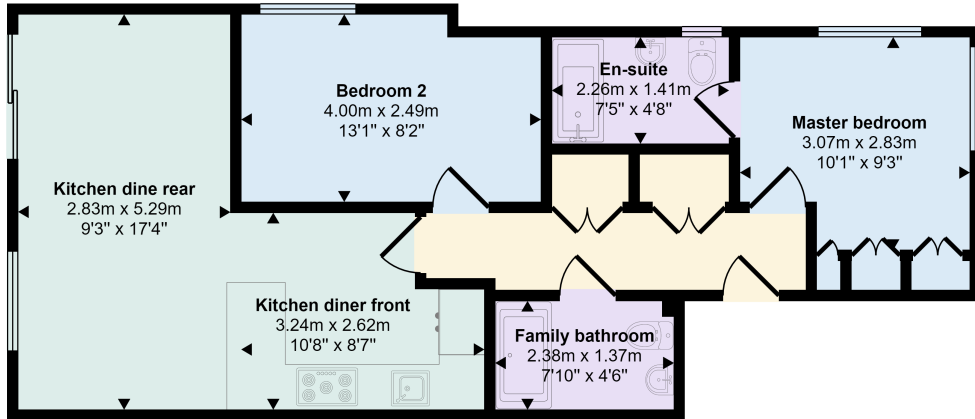 Bedroom 2
4.00m x 2.49m
13'1" x 8'2"
En-suite
2.26m x 1.41m
7'5" x 4'8"
Master bedroom
3.07m x 2.83m
10'1" x 9'3"
Kitchen dine rear
2.83m x 5.29m
9'3" x 17'4"
Kitchen diner front
3.24m x 2.62m
10'8" x 8'7"
Family bathroom
2.38m x 1.37m
7'10" x 4'6"